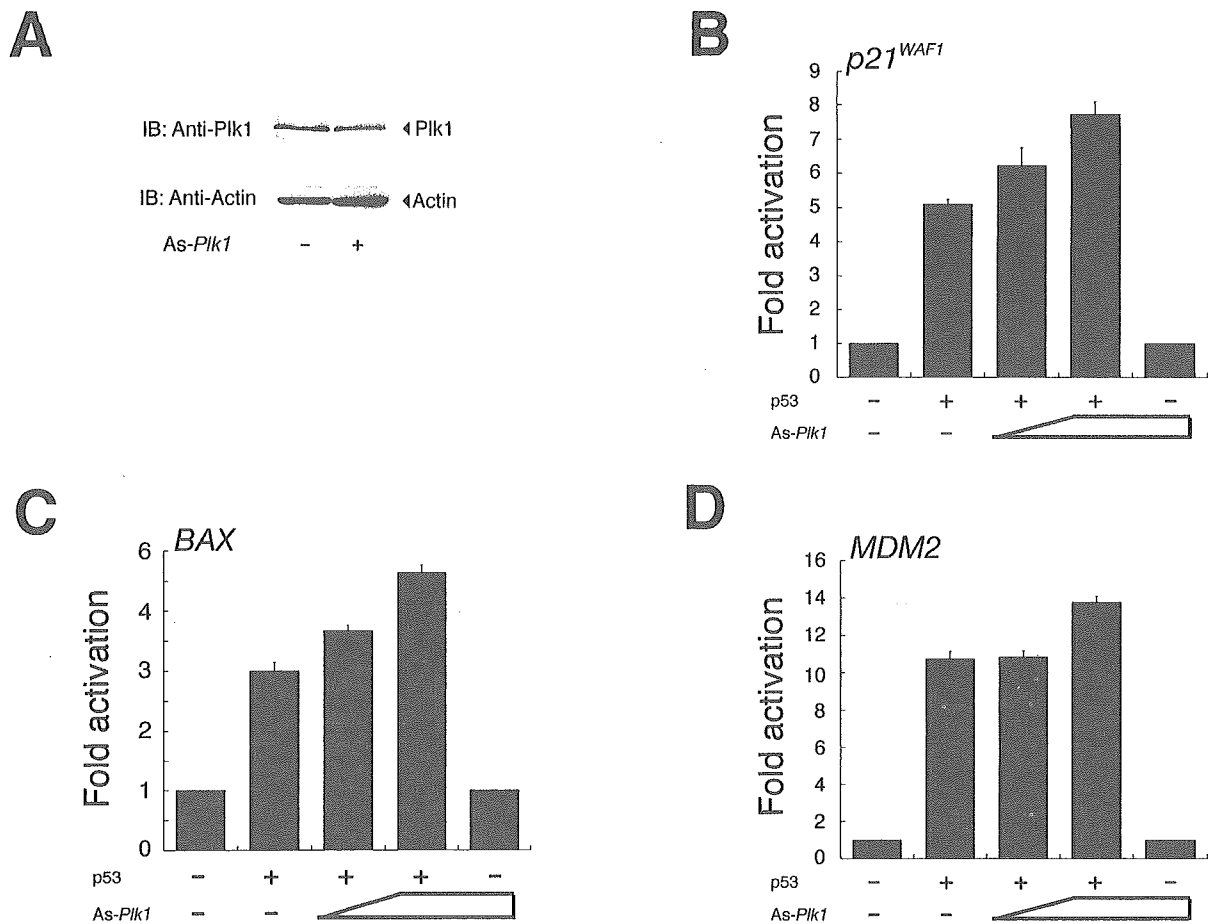 A
IB: Anti-Plk1
Plk1
IB: Anti-Actin
Actin
As-Plk1 - +
B
p21WAF1
Fold activation
9
8
7
6
5
4
3
2
1
0
p53 - + + + -
As-Plk1 - -
C
BAX
Fold activation
6
4
3
2
1
0
p53 - + + + -
As-Plk1 - -
D
MDM2
Fold activation
16
14
12
10
8
6
4
2
0
p53 - + + + -
As-Plk1 - -